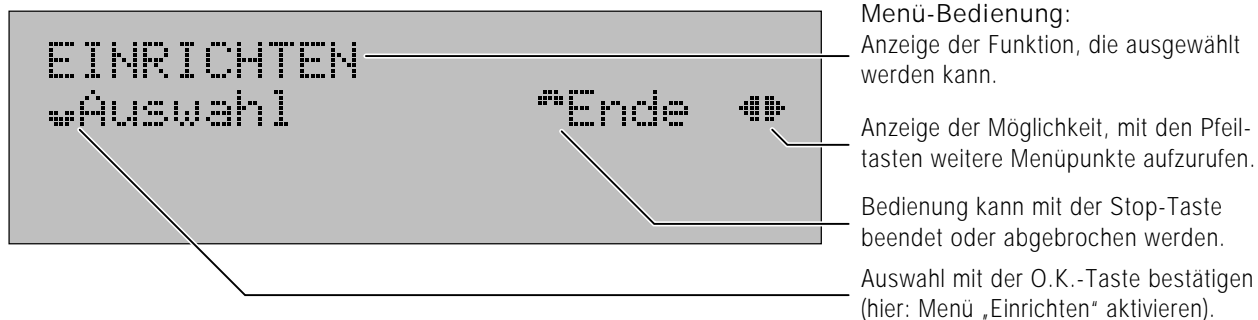 EINRICHTEN
Auswahl Ende
Menü-Bedienung:
Anzeige der Funktion, die ausgewählt
werden kann.
Anzeige der Möglichkeit, mit den Pfeil-
tasten weitere Menüpunkte aufzurufen.
Bedienung kann mit der Stop-Taste
beendet oder abgebrochen werden.
Auswahl mit der O.K.-Taste bestätigen
(hier: Menü „Einrichten“ aktivieren).